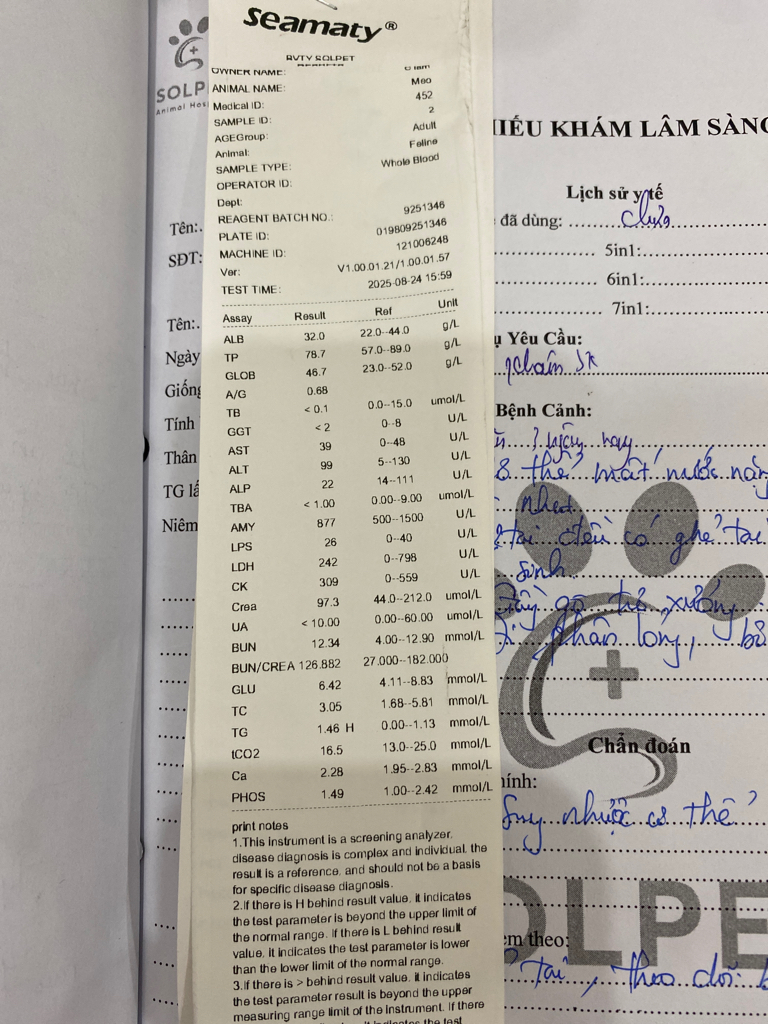 Seamaty®
SOLP
Animal Hos
OWNER NAME:
ANIMAL NAME: Meo
Medical ID: 452
SAMPLE ID: 2
AGEGroup: Adult
Animal: Feline
SAMPLE TYPE: Whole Blood
OPERATOR ID:
Dept:
REAGENT BATCH NO.: 9251346
PLATE ID: 019809251346
MACHINE ID: 121006248
Ver: V1.00.01.21/1.00.01.57
TEST TIME: 2025-08-24 15:59
Assay Result Ref Unit
ALB 32.0 22.0--44.0 g/L
TP 78.7 57.0--89.0 g/L
GLOB 46.7 23.0--52.0 g/L
A/G 0.68
TB < 0.1 0.0--15.0 umol/L
GGT < 2 0--8 U/L
AST 39 0--48 U/L
ALT 99 5--130 U/L
ALP 22 14--111 U/L
TBA < 1.00 0.00--9.00 umol/L
AMY 877 500--1500 U/L
LPS 26 0--40 U/L
LDH 242 0--798 U/L
CK 309 0--559 U/L
Crea 97.3 44.0--212.0 umol/L
UA < 10.00 0.00--60.00 umol/L
BUN 12.34 4.00--12.90 mmol/L
BUN/CREA 126.882 27.000--182.000
GLU 6.42 4.11--8.83 mmol/L
TC 3.05 1.68--5.81 mmol/L
TG 1.46 H 0.00--1.13 mmol/L
tCO2 16.5 13.0--25.0 mmol/L
Ca 2.28 1.95--2.83 mmol/L
PHOS 1.49 1.00--2.42 mmol/L
print notes
1.This instrument is a screening analyzer,
disease diagnosis is complex and individual, the
result is a reference, and should not be a basis
for specific disease diagnosis.
2.If there is H behind result value, it indicates
the test parameter is beyond the upper limit of
the normal range. If there is L behind result
value, it indicates the test parameter is lower
than the lower limit of the normal range.
3.If there is > behind result value, it indicates
the test parameter result is beyond the upper
measuring range limit of the instrument. If there
Tên:
SĐT:
Tên:
Ngày
Giống
Tính
Thân
TG lấ
Niêm
IẾU KHÁM LÂM SÀNG
Lịch sử y tế
đã dùng: chưa
5in1:
6in1:
7in1:
ụ Yêu Cầu:
khám SK
Bệnh Cảnh:
ngày nay
thể mất nước nặn
nhẹt
tai đều có ghẻ tai
sinh
gò tủ xương
phân lỏng, bỏ
Chẩn đoán
hính:
Suy nhược cơ thể
OLPE
èm theo:
tai, theo dõi